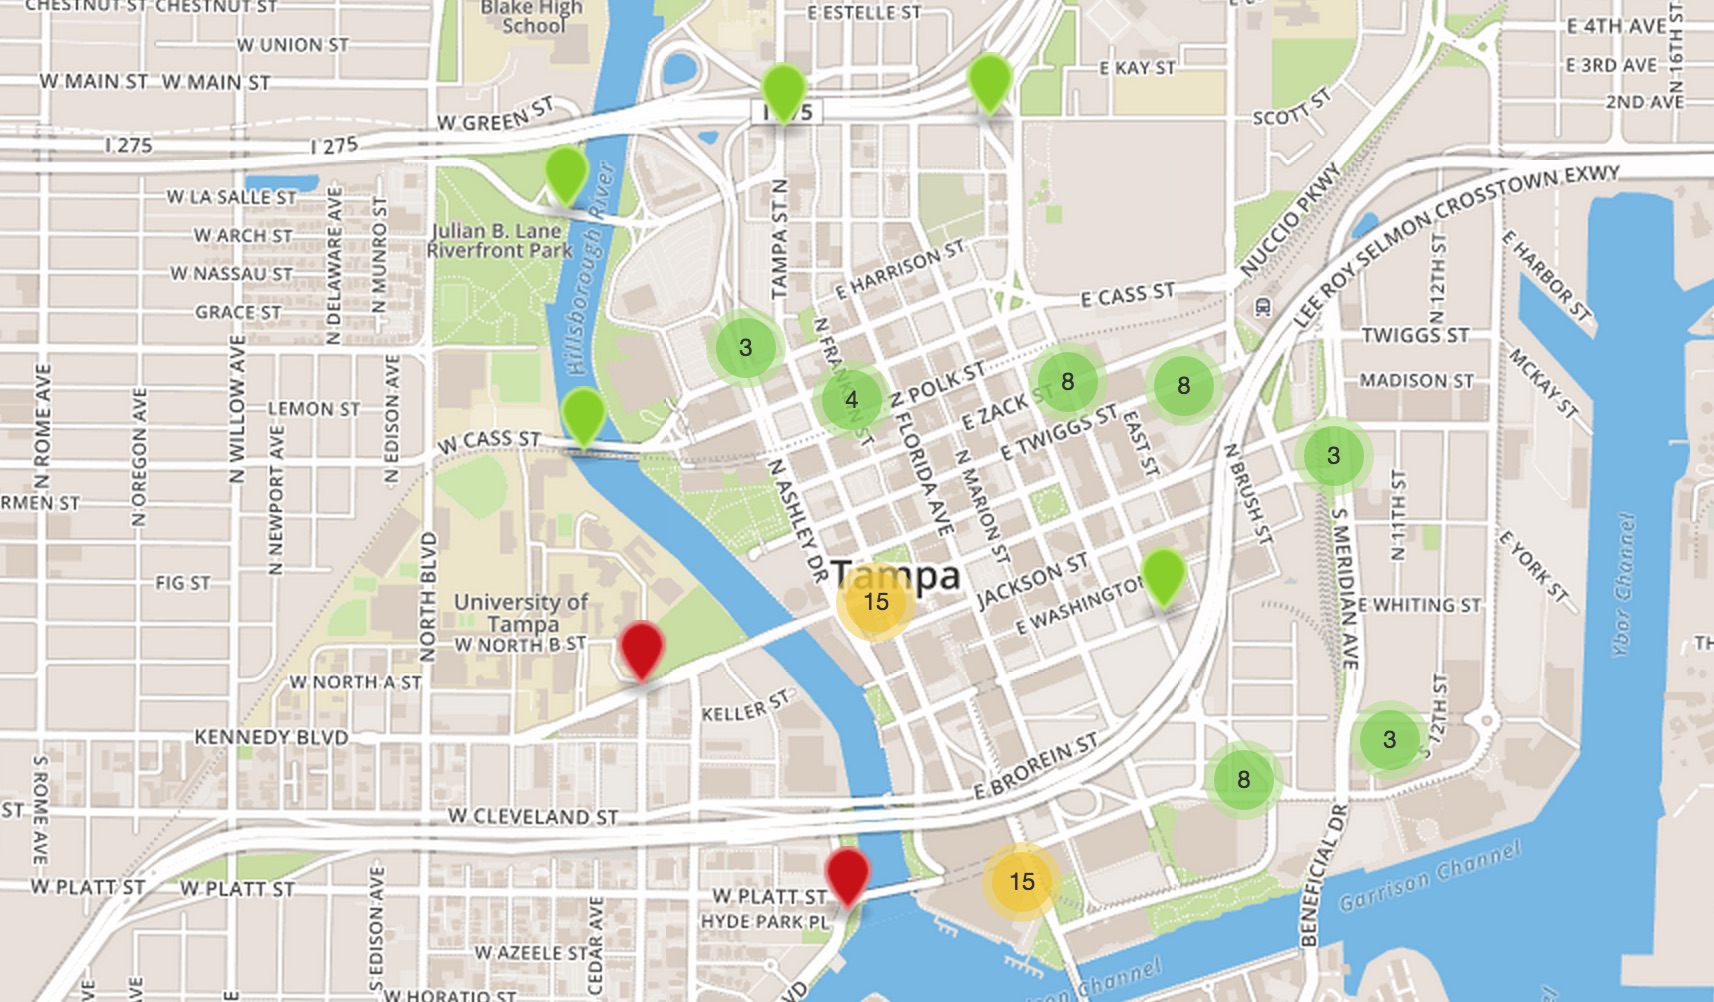 CHESTNUT ST
CHESTNUT ST
Blake High
School
E ESTELLE ST
E 4TH AVE
W UNION ST
W MAIN ST
W MAIN ST
E KAY ST
E 3RD AVE
N 16TH ST
2ND AVE
SCOTT ST
W GREEN ST
I 275
I 275
W LA SALLE ST
W ARCH ST
W NASSAU ST
GRACE ST
N DELAWARE AVE
N MUNRO ST
Julian B. Lane
Riverfront Park
Hillsborough River
TAMPA ST N
E HARRISON ST
E CASS ST
NUCCIO PKWY
LEE ROY SELMON CROSSTOWN EXWY
N 12TH ST
E HARBOR ST
TWIGGS ST
MADISON ST
MCKAY ST
N ROME AVE
N OREGON AVE
N WILLOW AVE
N NEWPORT AVE
LEMON ST
N EDISON AVE
W CASS ST
3
4
8
8
3
N POLK ST
E ZACK ST
E TWIGGS ST
EAST ST
N FLORIDA AVE
N MARION ST
N ASHLEY DR
N BRUSH ST
N 11TH ST
S MERIDIAN AVE
E YORK ST
Ybor Channel
RMEN ST
FIG ST
NORTH BLVD
University of
Tampa
W NORTH B ST
W NORTH A ST
Tampa
15
JACKSON ST
E WASHINGTON
E WHITING ST
TH
KELLER ST
KENNEDY BLVD
S ROME AVE
ST
W CLEVELAND ST
E BROREIN ST
8
3
S 12TH ST
BENEFICIAL DR
Garrison Channel
W PLATT ST
W PLATT ST
W PLATT ST
HYDE PARK PL
15
S EDISON AVE
CEDAR AVE
W AZEELE ST
W HORATIO ST
Channel